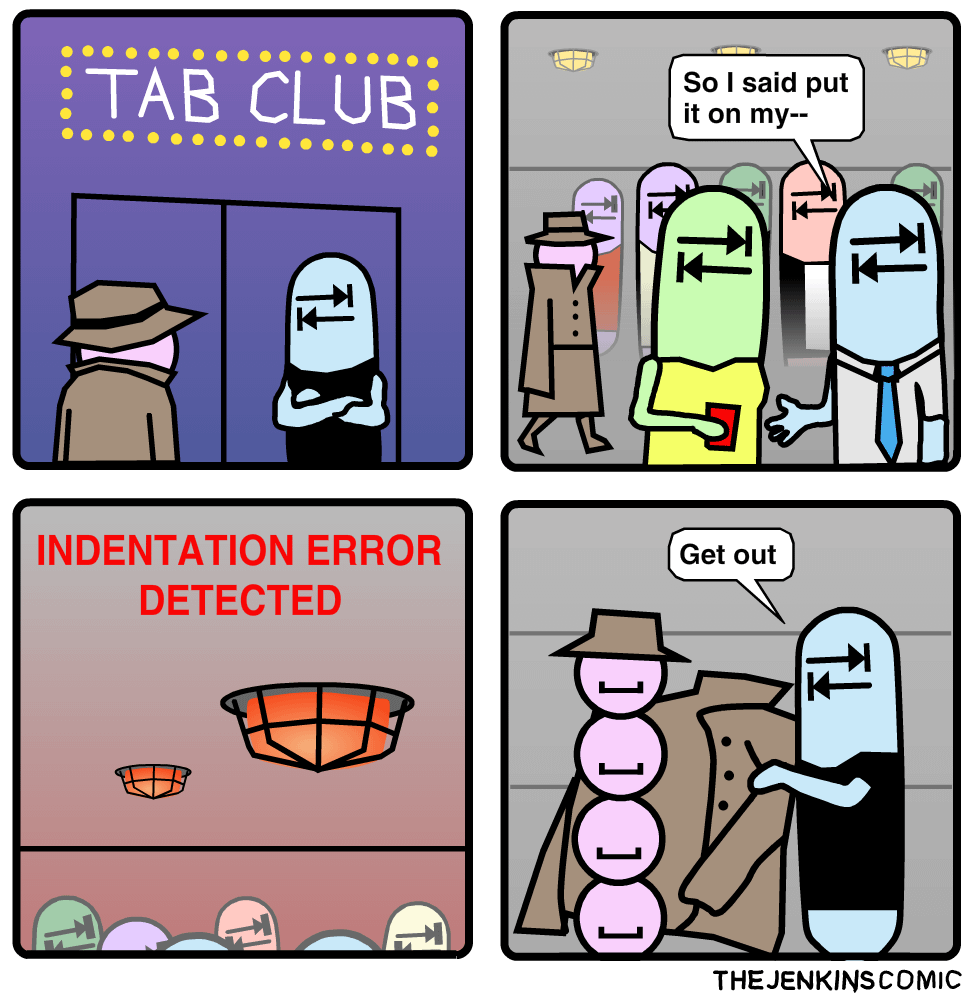 TAB CLUB
So I said put
it on my--
INDENTATION ERROR
DETECTED
Get out
THEJENKINSCOMIC